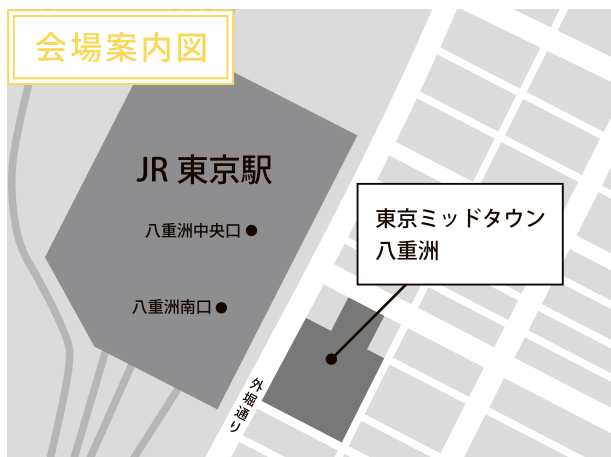 会場案内図
JR 東京駅
八重洲中央口
八重洲南口
東京ミッドタウン
八重洲
外堀通り